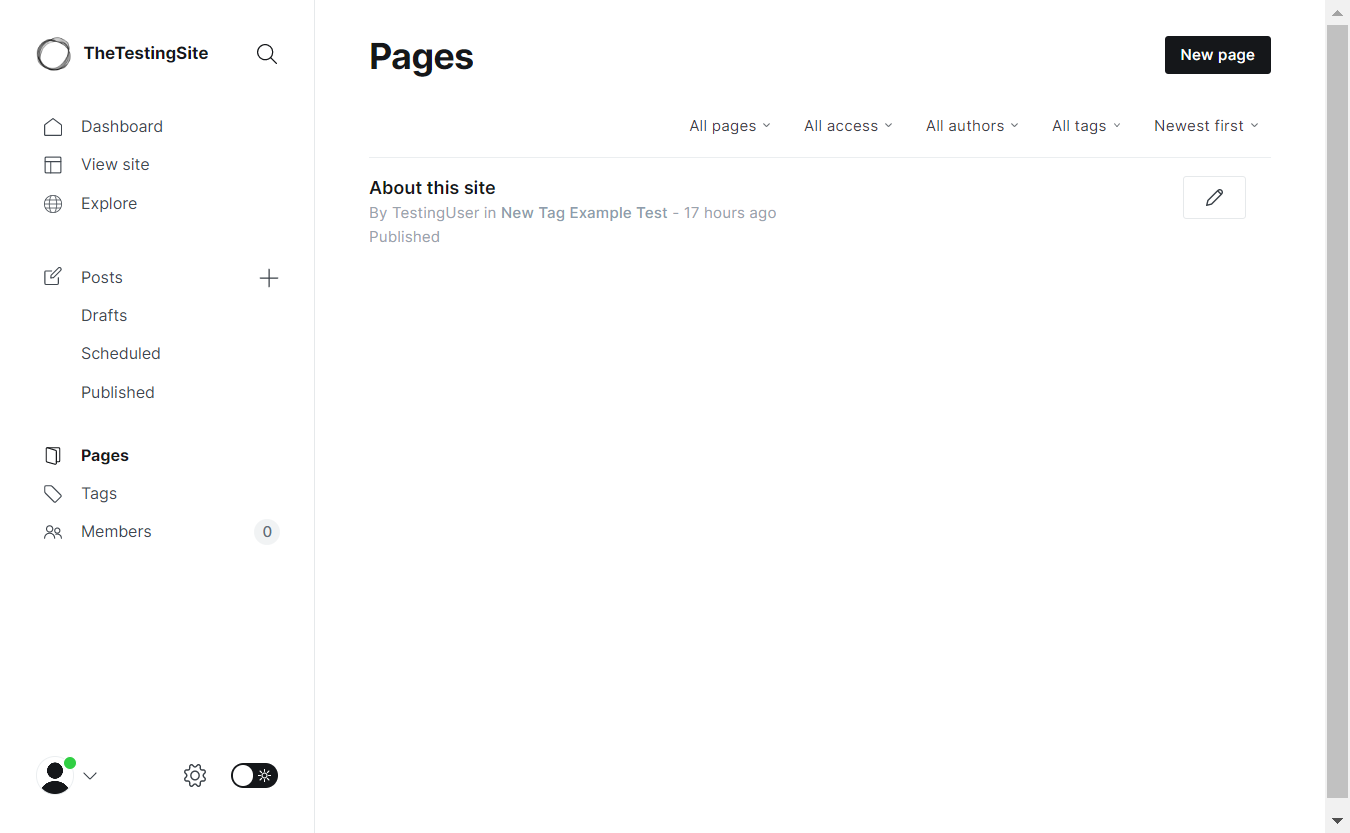 TheTestingSite
Dashboard
View site
Explore
Posts
Drafts
Scheduled
Published
Pages
Tags
Members 0
Pages
New page
All pages All access All authors All tags Newest first
About this site
By TestingUser in New Tag Example Test - 17 hours ago
Published